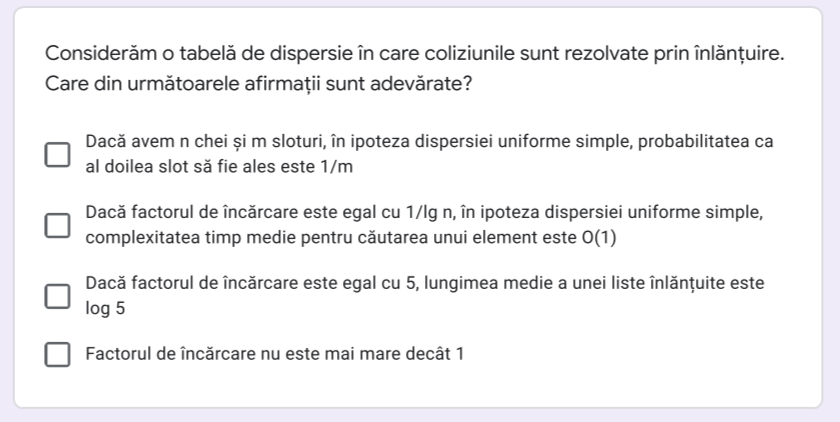 Considerăm o tabelă de dispersie în care coliziunile sunt rezolvate prin înlănțuire.
Care din următoarele afirmații sunt adevărate?
Dacă avem n chei și m sloturi, în ipoteza dispersiei uniforme simple, probabilitatea ca
al doilea slot să fie ales este 1/m
Dacă factorul de încărcare este egal cu 1/lg n, în ipoteza dispersiei uniforme simple,
complexitatea timp medie pentru căutarea unui element este O(1)
Dacă factorul de încărcare este egal cu 5, lungimea medie a unei liste înlănțuite este
log 5
Factorul de încărcare nu este mai mare decât 1